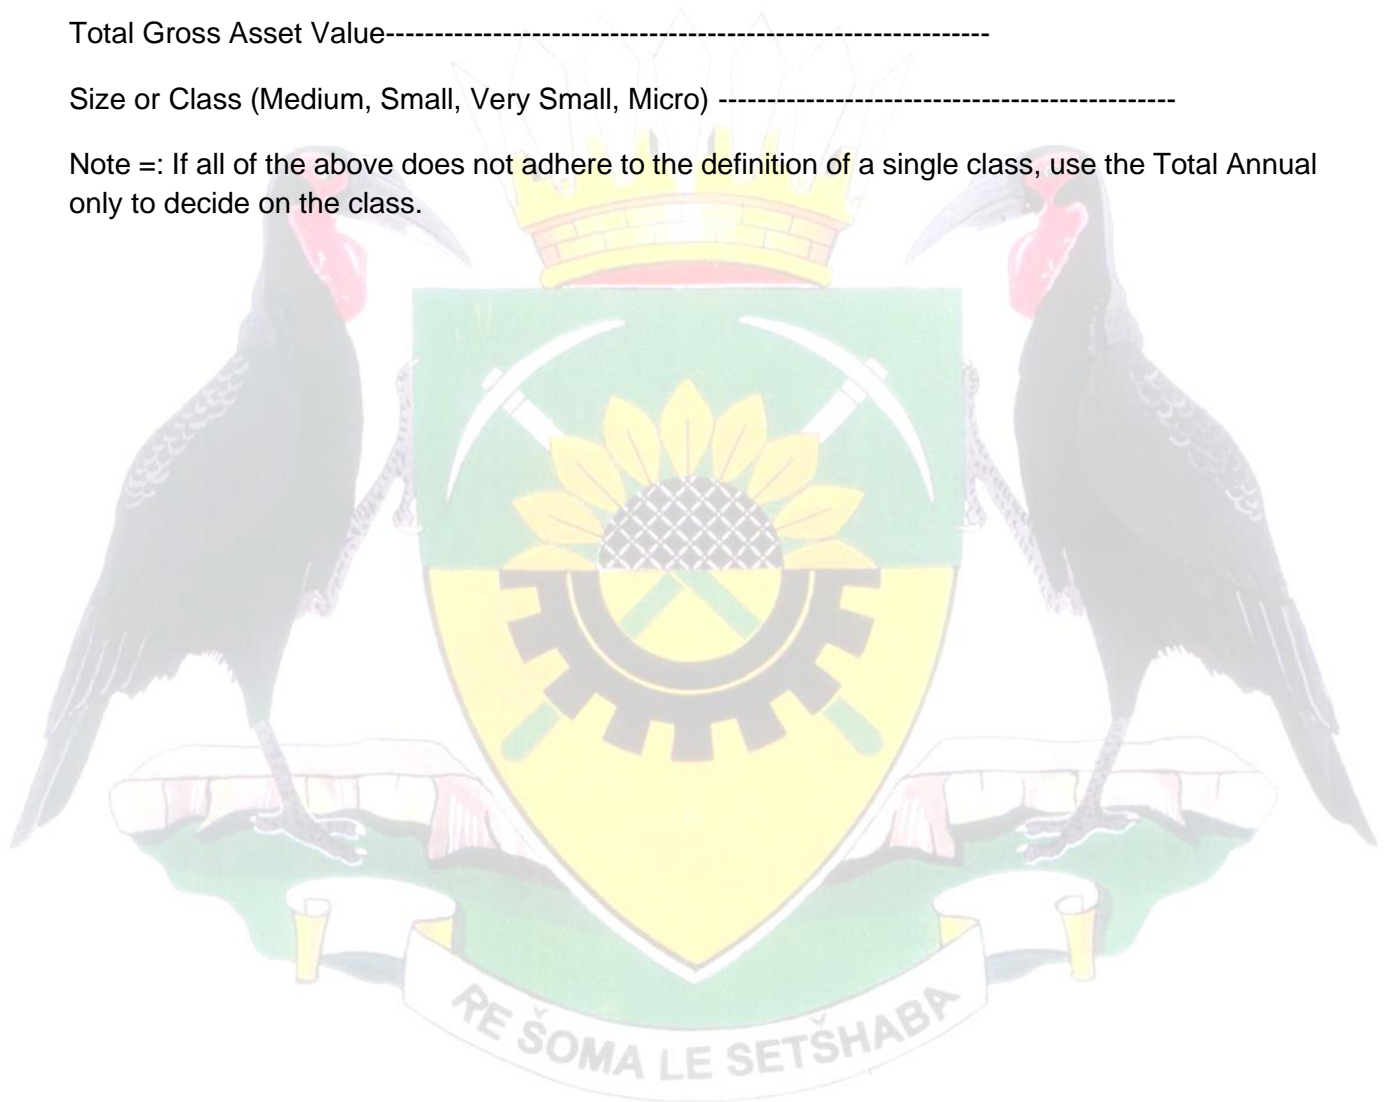 Total Gross Asset Value--------------------------------------------------------------
Size or Class (Medium, Small, Very Small, Micro) -----------------------------------------------
Note =: If all of the above does not adhere to the definition of a single class, use the Total Annual
only to decide on the class.
RE ŠOMA LE SETŠHABA